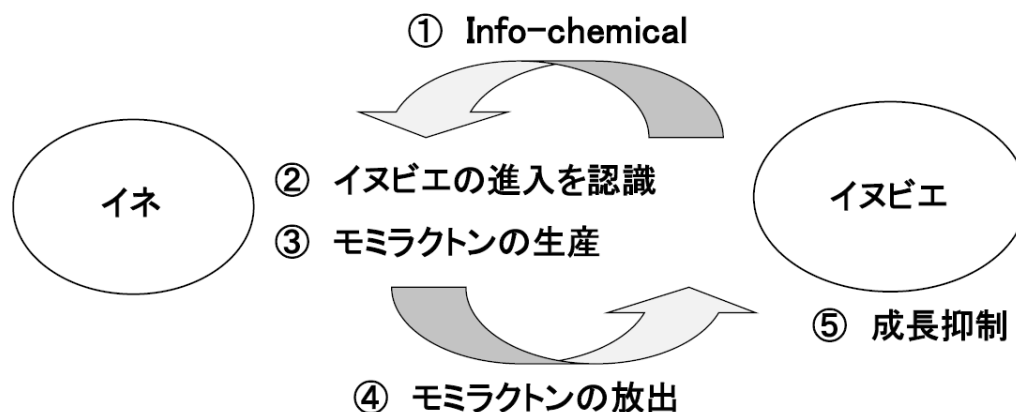 ① Info-chemical
イネ
② イヌビエの進入を認識
③ モミラクトンの生産
イヌビエ
⑤ 成長抑制
④ モミラクトンの放出